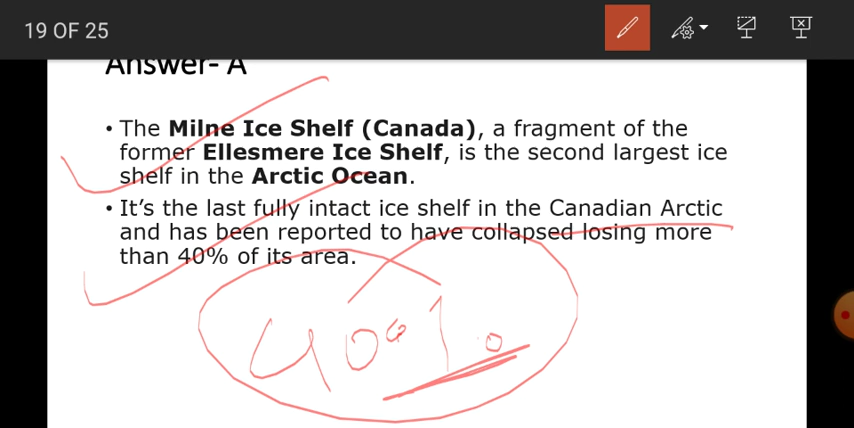 19 OF 25
Answer- A
• The Milne Ice Shelf (Canada), a fragment of the
former Ellesmere Ice Shelf, is the second largest ice
shelf in the Arctic Ocean.
• It's the last fully intact ice shelf in the Canadian Arctic
and has been reported to have collapsed losing more
than 40% of its area.
40%